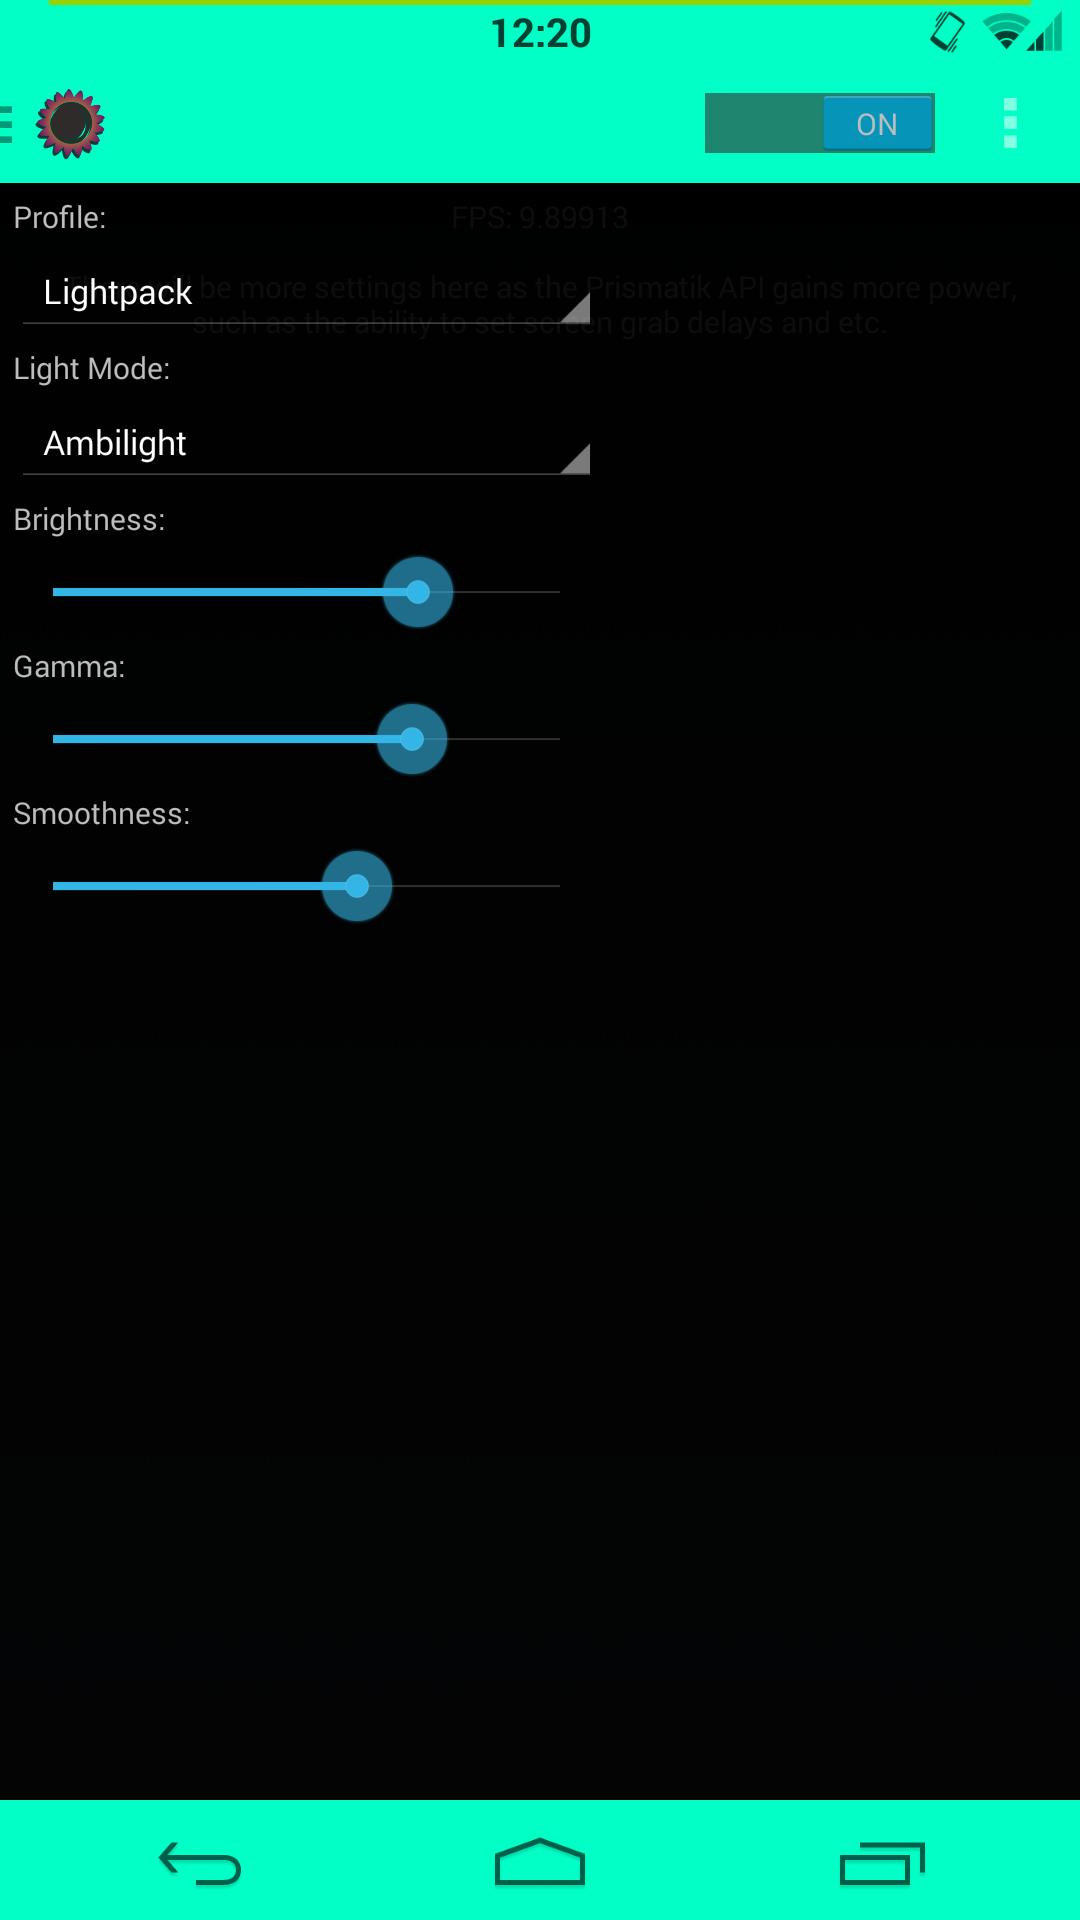 12:20
ON
Profile:
FPS: 9.89913
Lightpack
be more settings here as the Prismatik API gains more power,
such as the ability to set screen grab delays and etc.
Light Mode:
Ambilight
Brightness:
Gamma:
Smoothness: